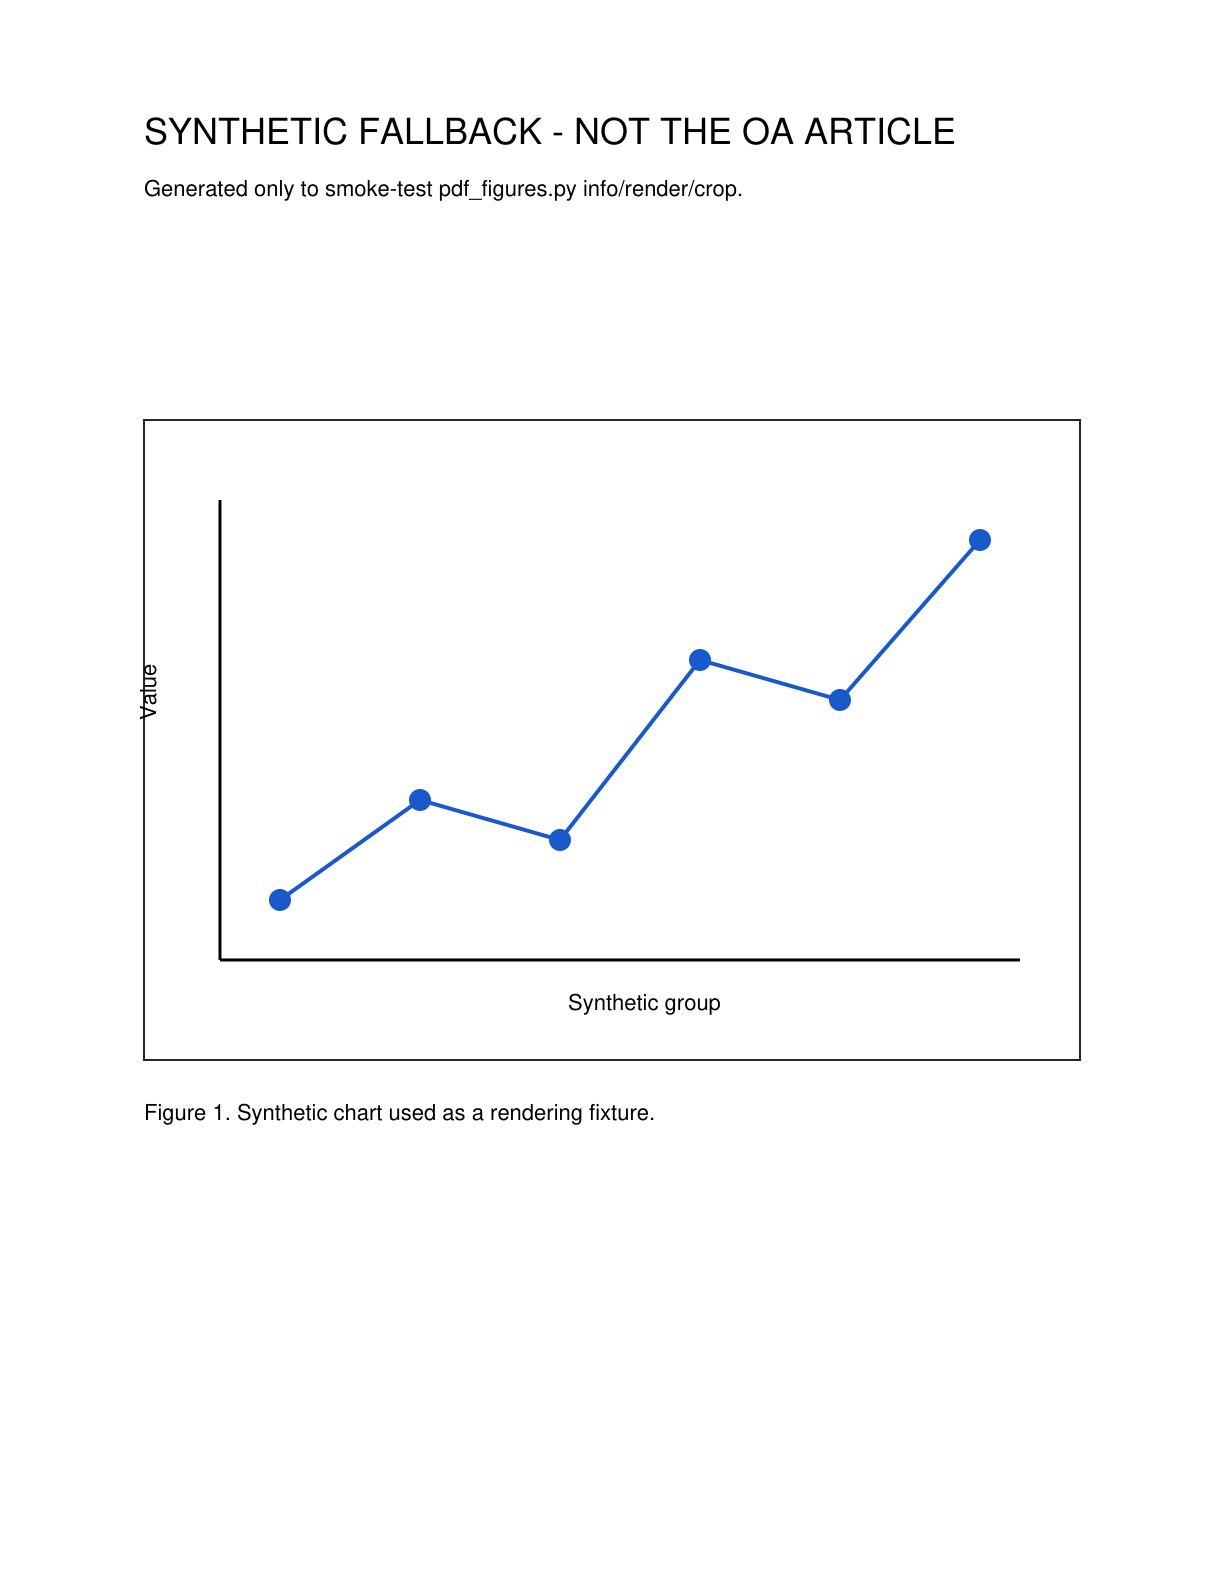 SYNTHETIC FALLBACK - NOT THE OA ARTICLE
Generated only to smoke-test pdf_figures.py info/render/crop.
Value
Synthetic group
Figure 1. Synthetic chart used as a rendering fixture.